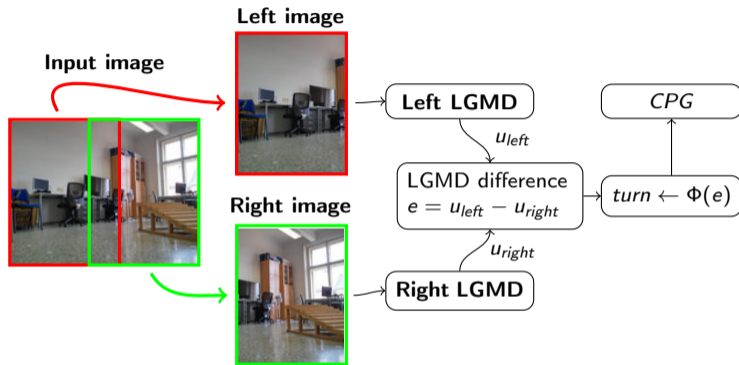 Left image
Input image
Left LGMD
CPG
u_left
LGMD difference
e = u_left − u_right
turn ← Φ(e)
Right image
u_right
Right LGMD